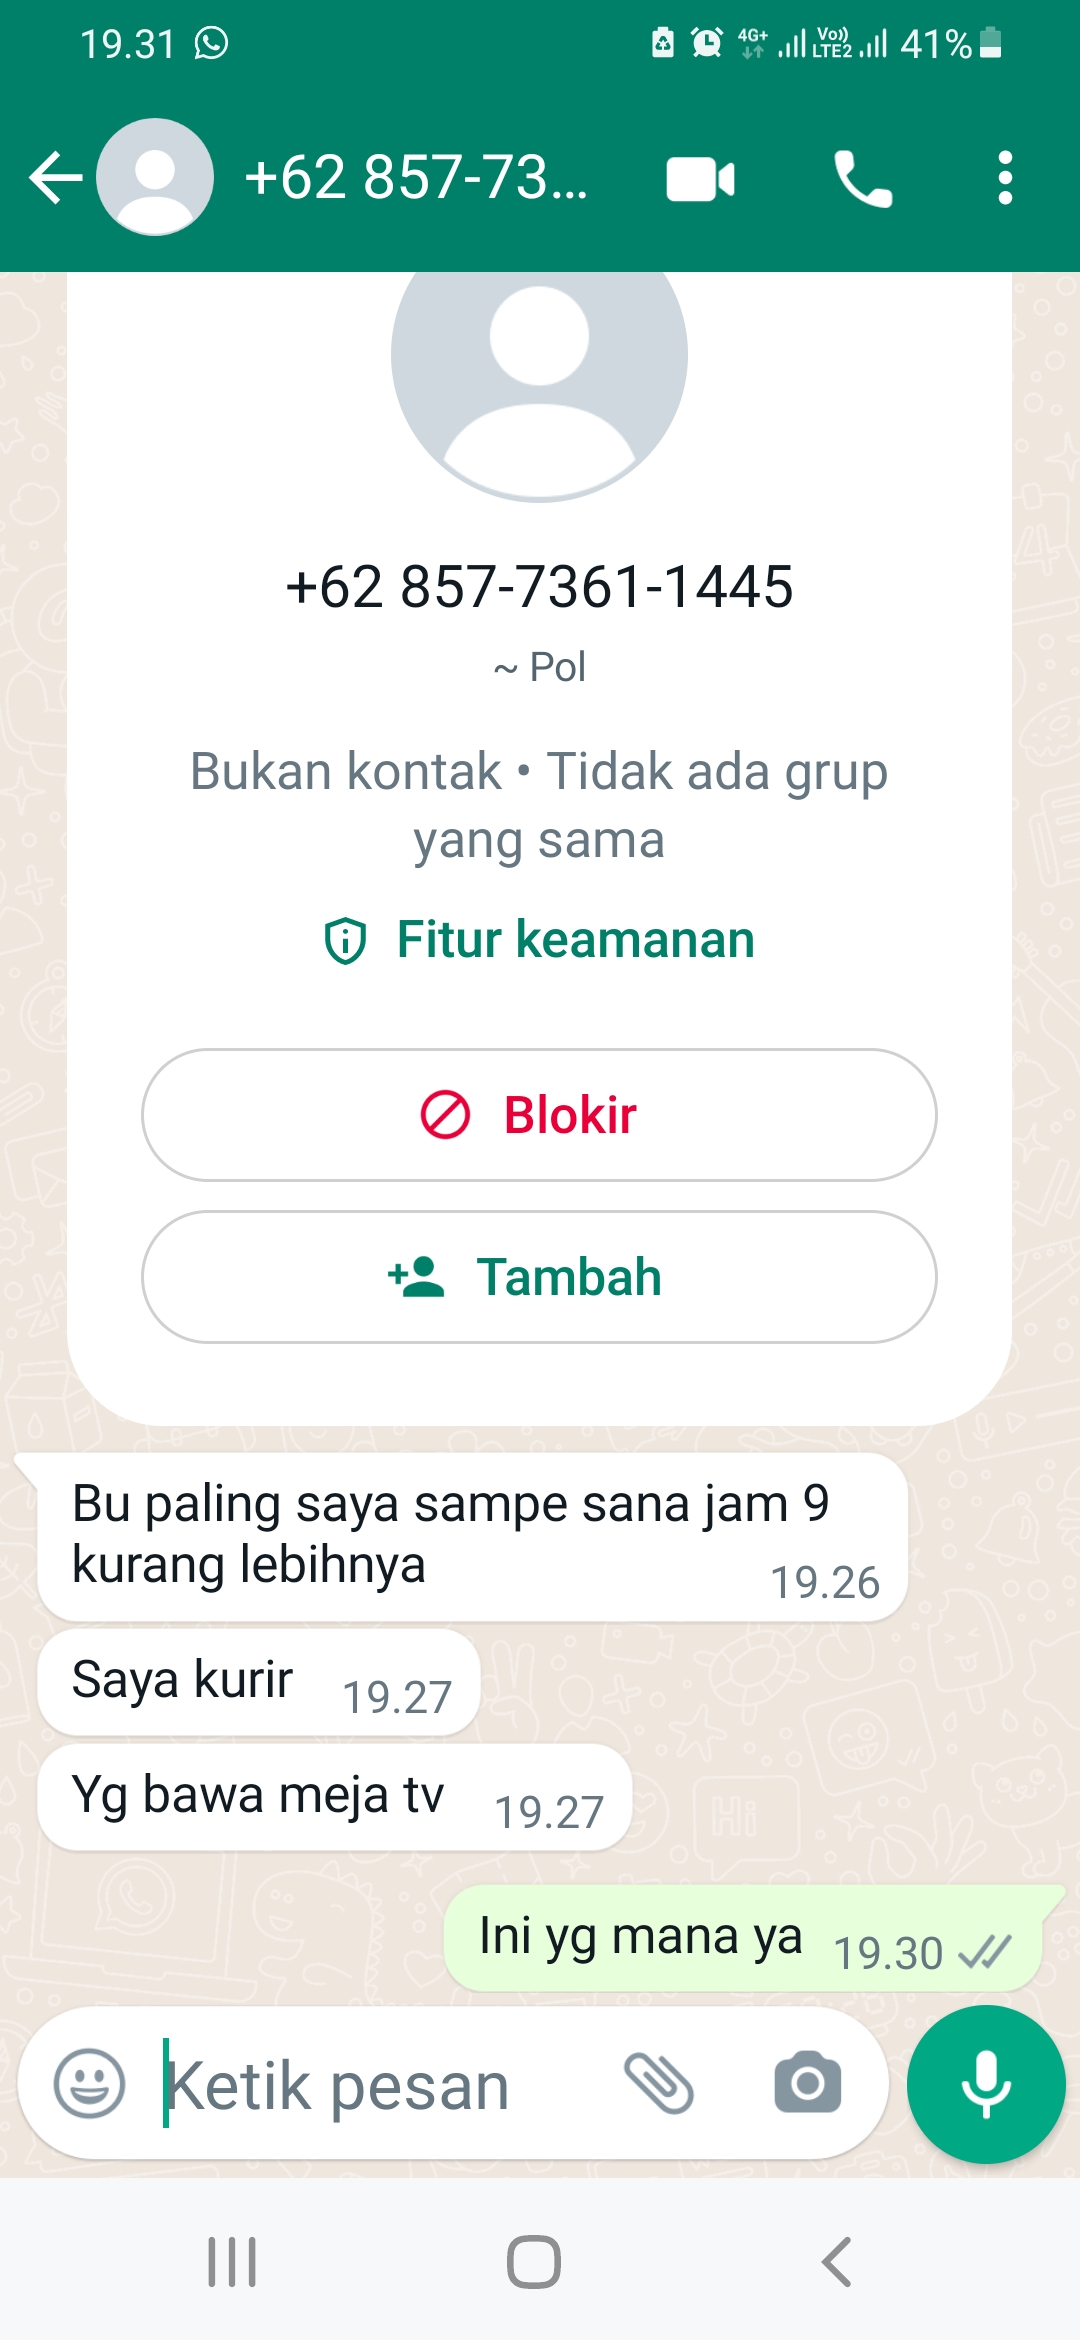 19.31
4G+ Vo)) LTE2 41%
+62 857-73...
+62 857-7361-1445
~ Pol
Bukan kontak • Tidak ada grup
yang sama
Fitur keamanan
Blokir
Tambah
Bu paling saya sampe sana jam 9
kurang lebihnya 19.26
Saya kurir 19.27
Yg bawa meja tv 19.27
Ini yg mana ya 19.30
Ketik pesan